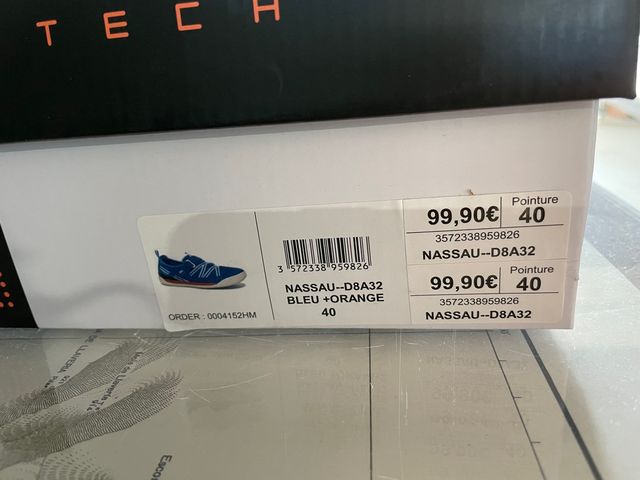 TECH
99,90€
Pointure
40
3572338959826
NASSAU--D8A32
3 572338 959826
NASSAU--D8A32
BLEU +ORANGE
40
99,90€
Pointure
40
3572338959826
NASSAU--D8A32
ORDER : 0004152HM